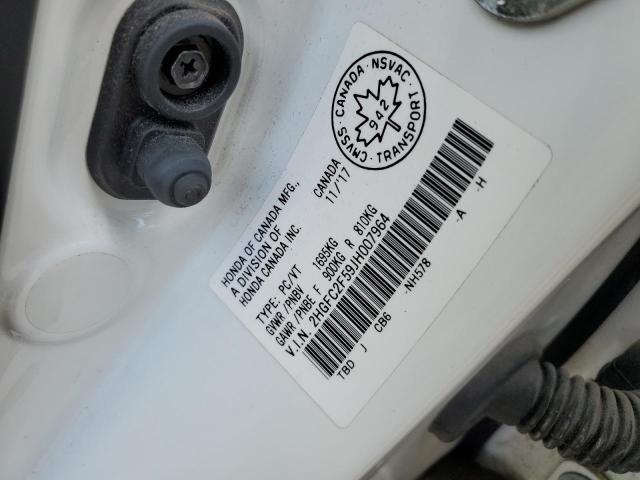 HONDA OF CANADA MFG.,
A DIVISION OF
HONDA CANADA INC.
CANADA
11/17
TYPE: PC/VT
GVWR /PNBV 1695KG
GAWR /PNBE F 900KG R 810KG
V.I.N. 2HGFC2F59JH007964
TBD J CB6 -NH578 -A -H
CMVSS · CANADA · NSVAC · TRANSPORT
942